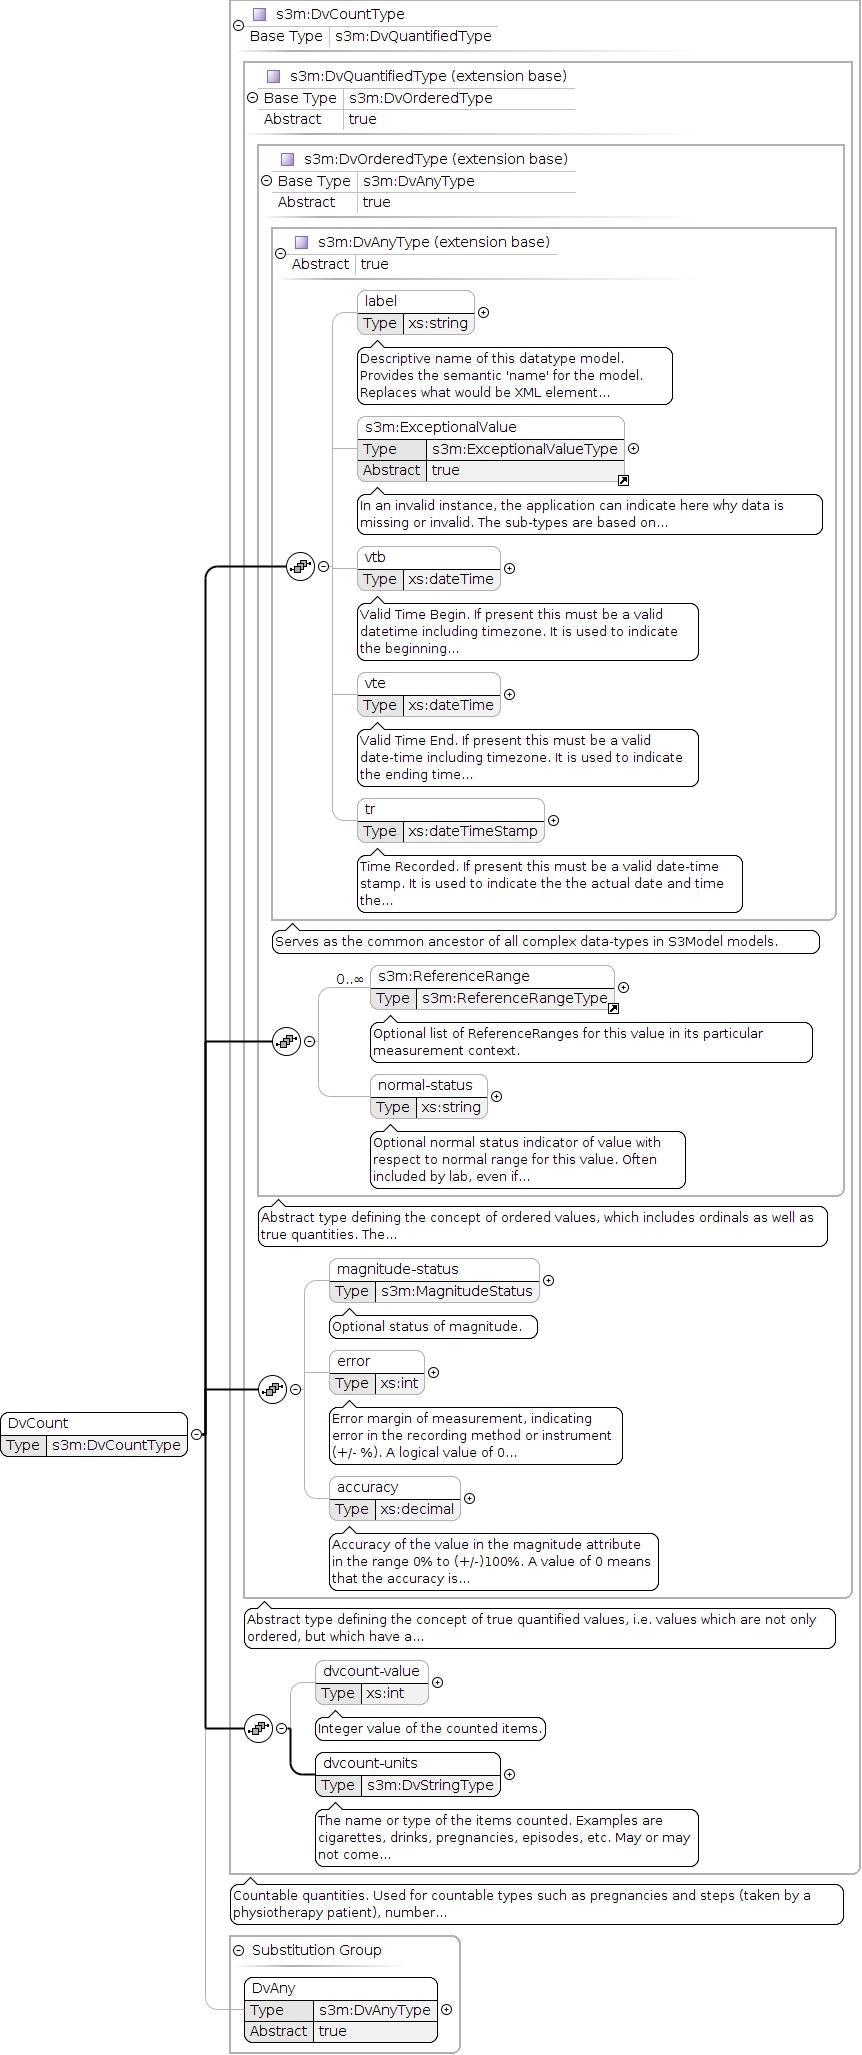 s3m:DvCountType
Base Type s3m:DvQuantifiedType
s3m:DvQuantifiedType (extension base)
Base Type s3m:DvOrderedType
Abstract true
s3m:DvOrderedType (extension base)
Base Type s3m:DvAnyType
Abstract true
s3m:DvAnyType (extension base)
Abstract true
label
Type xs:string
Descriptive name of this datatype model.
Provides the semantic 'name' for the model.
Replaces what would be XML element...
s3m:ExceptionalValue
Type s3m:ExceptionalValueType
Abstract true
In an invalid instance, the application can indicate here why data is
missing or invalid. The sub-types are based on...
vtb
Type xs:dateTime
Valid Time Begin. If present this must be a valid
datetime including timezone. It is used to indicate
the beginning...
vte
Type xs:dateTime
Valid Time End. If present this must be a valid
date-time including timezone. It is used to indicate
the ending time...
tr
Type xs:dateTimeStamp
Time Recorded. If present this must be a valid date-time
stamp. It is used to indicate the the actual date and time
the...
Serves as the common ancestor of all complex data-types in S3Model models.
0..∞
s3m:ReferenceRange
Type s3m:ReferenceRangeType
Optional list of ReferenceRanges for this value in its particular
measurement context.
normal-status
Type xs:string
Optional normal status indicator of value with
respect to normal range for this value. Often
included by lab, even if...
Abstract type defining the concept of ordered values, which includes ordinals as well as
true quantities. The...
magnitude-status
Type s3m:MagnitudeStatus
Optional status of magnitude.
error
Type xs:int
Error margin of measurement, indicating
error in the recording method or instrument
(+/- %). A logical value of 0...
DvCount
Type s3m:DvCountType
accuracy
Type xs:decimal
Accuracy of the value in the magnitude attribute
in the range 0% to (+/-)100%. A value of 0 means
that the accuracy is...
Abstract type defining the concept of true quantified values, i.e. values which are not only
ordered, but which have a...
dvcount-value
Type xs:int
Integer value of the counted items.
dvcount-units
Type s3m:DvStringType
The name or type of the items counted. Examples are
cigarettes, drinks, pregnancies, episodes, etc. May or may
not come...
Countable quantities. Used for countable types such as pregnancies and steps (taken by a
physiotherapy patient), number...
Substitution Group
DvAny
Type s3m:DvAnyType
Abstract true